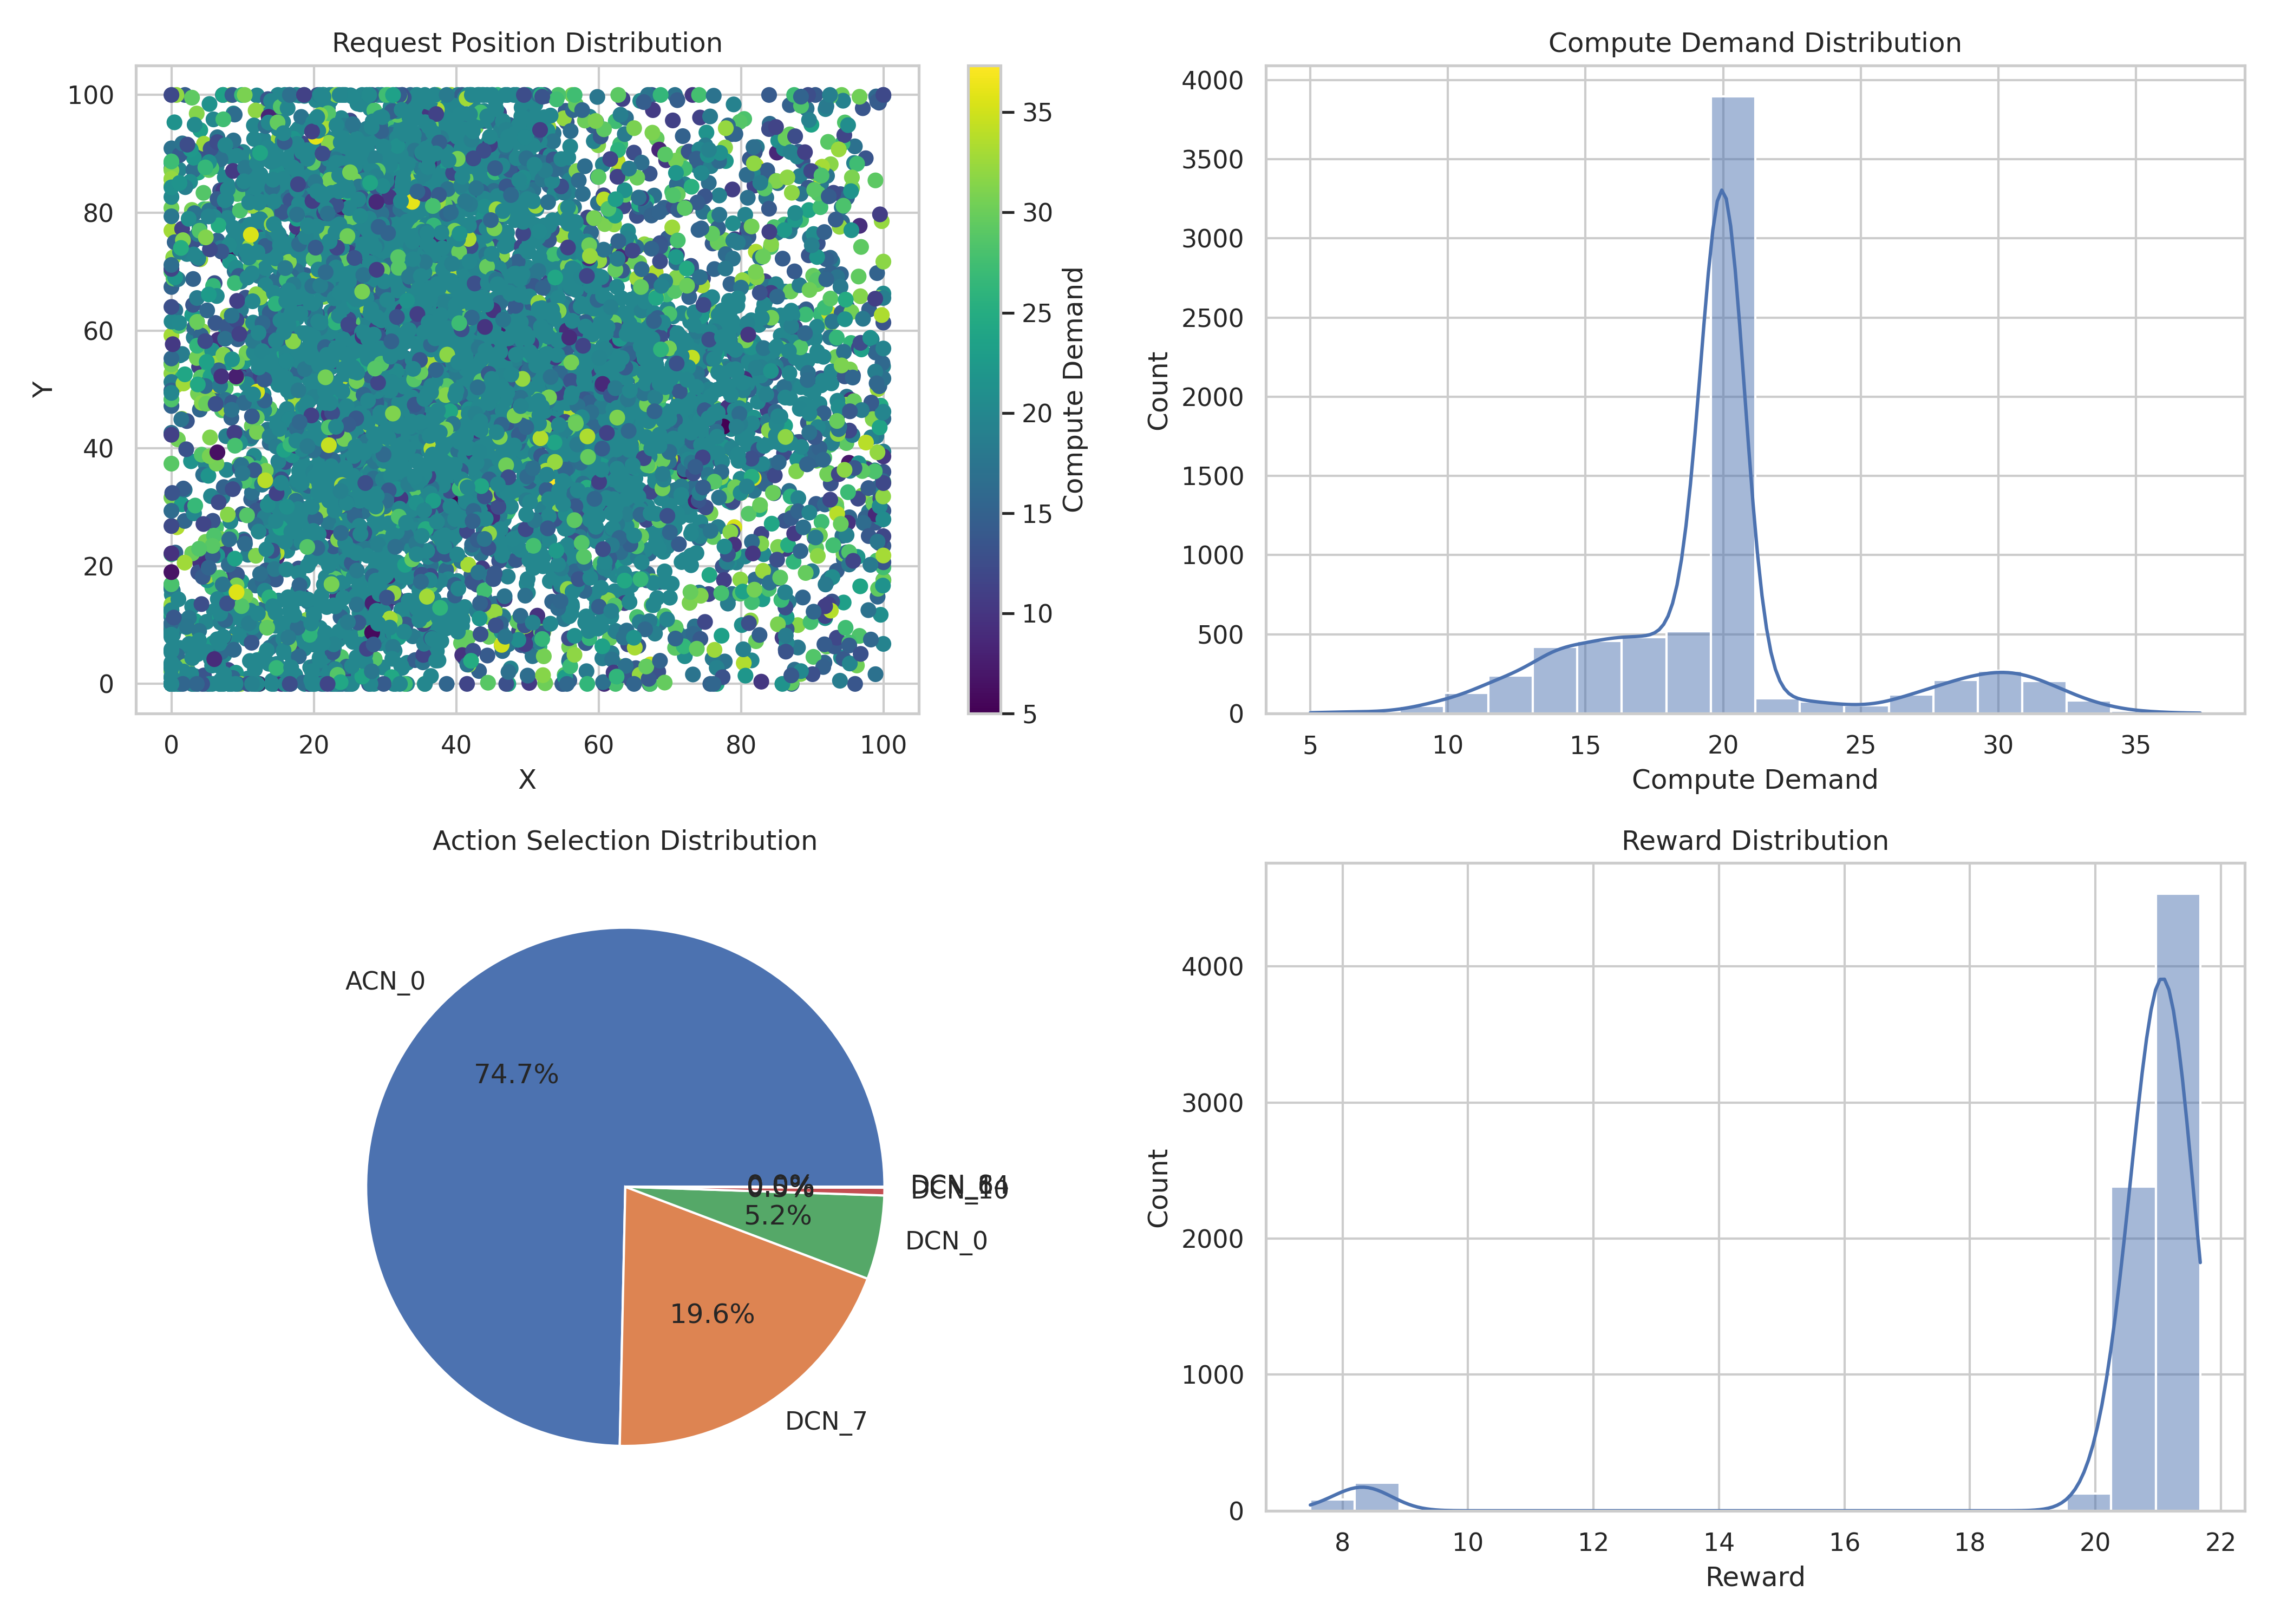 Request Position Distribution
100
80
60
40
20
0
Y
0 20 40 60 80 100
X
35
30
25
20
15
10
5
Compute Demand
Compute Demand Distribution
4000
3500
3000
2500
2000
1500
1000
500
0
Count
5 10 15 20 25 30 35
Compute Demand
Action Selection Distribution
ACN_0
74.7%
5.2%
DCN_0
19.6%
DCN_7
Reward Distribution
4000
3000
2000
1000
0
Count
8 10 12 14 16 18 20 22
Reward